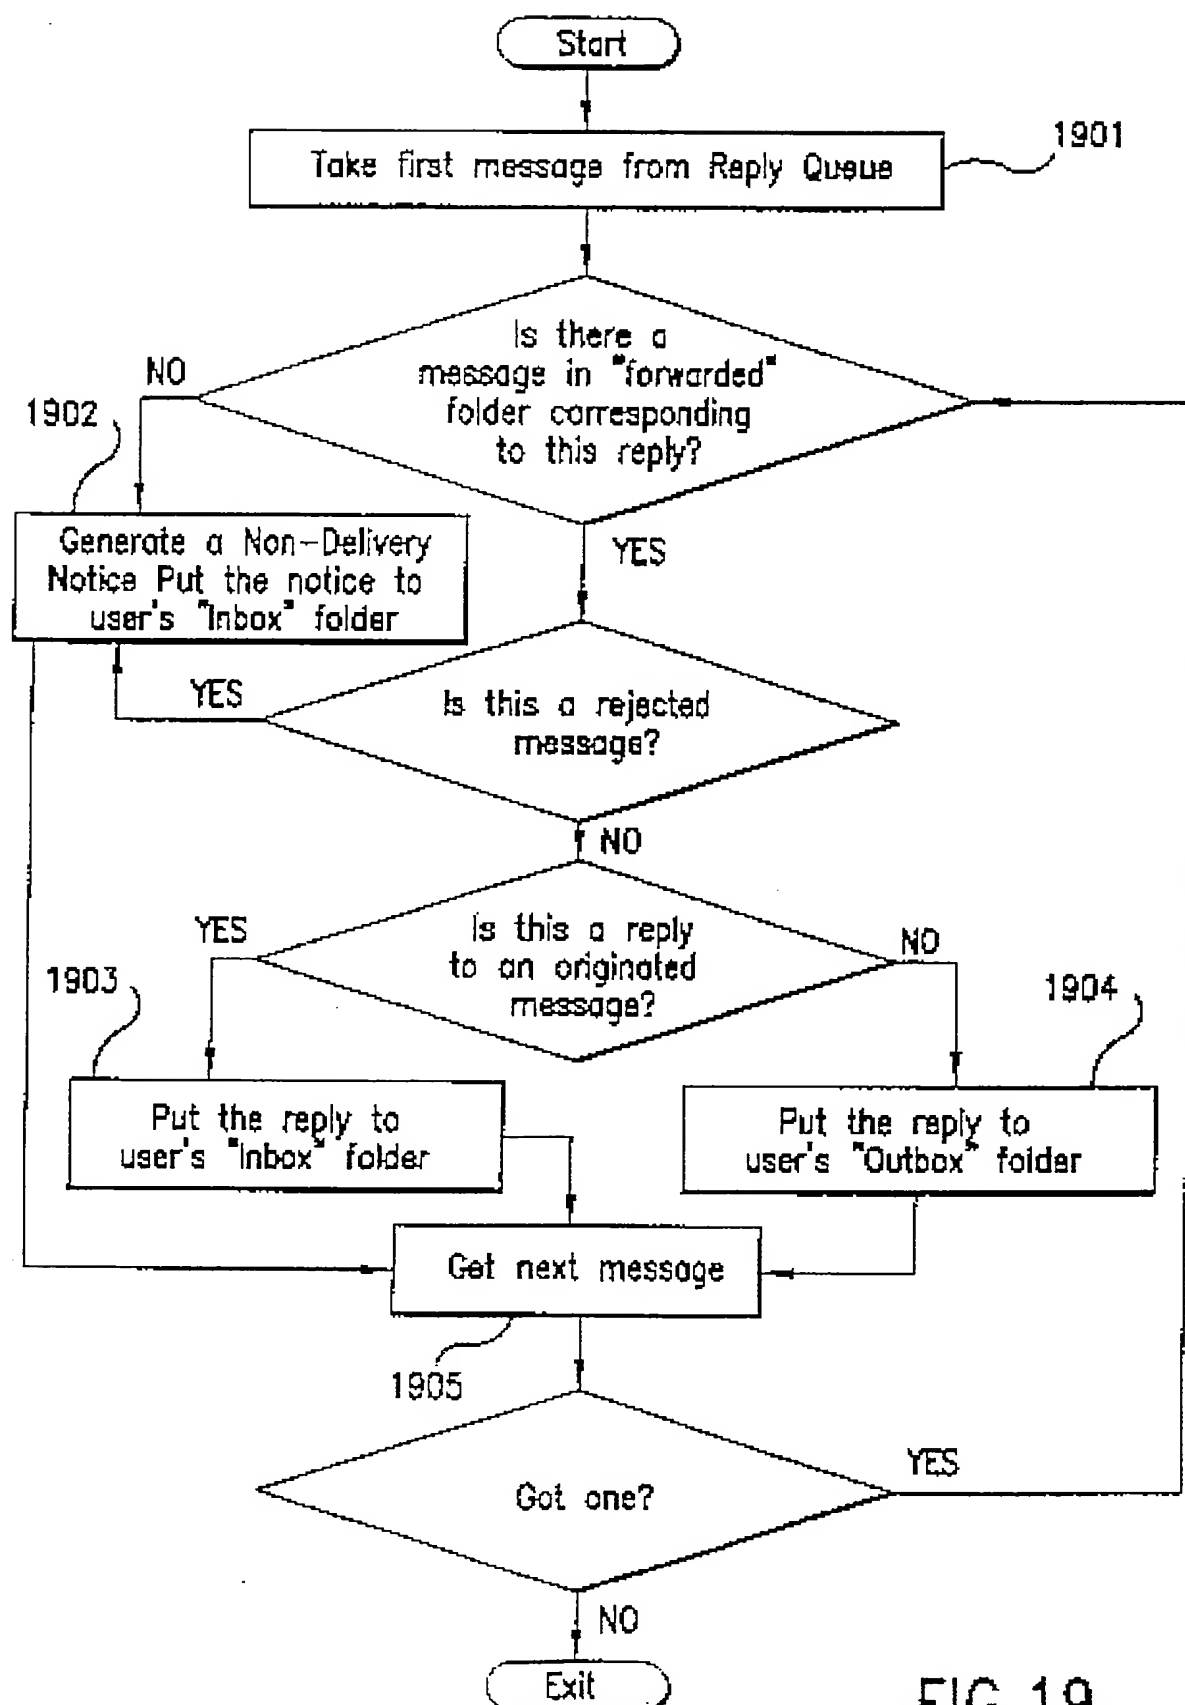 Start
Take first message from Reply Queue
1901
Is there a
message in "forwarded"
folder corresponding
to this reply?
NO
1902
YES
Generate a Non-Delivery
Notice Put the notice to
user's "Inbox" folder
YES
Is this a rejected
message?
NO
YES
Is this a reply
to an originated
message?
NO
1903
1904
Put the reply to
user's "Inbox" folder
Put the reply to
user's "Outbox" folder
Get next message
1905
Got one?
YES
NO
Exit
FIG.19